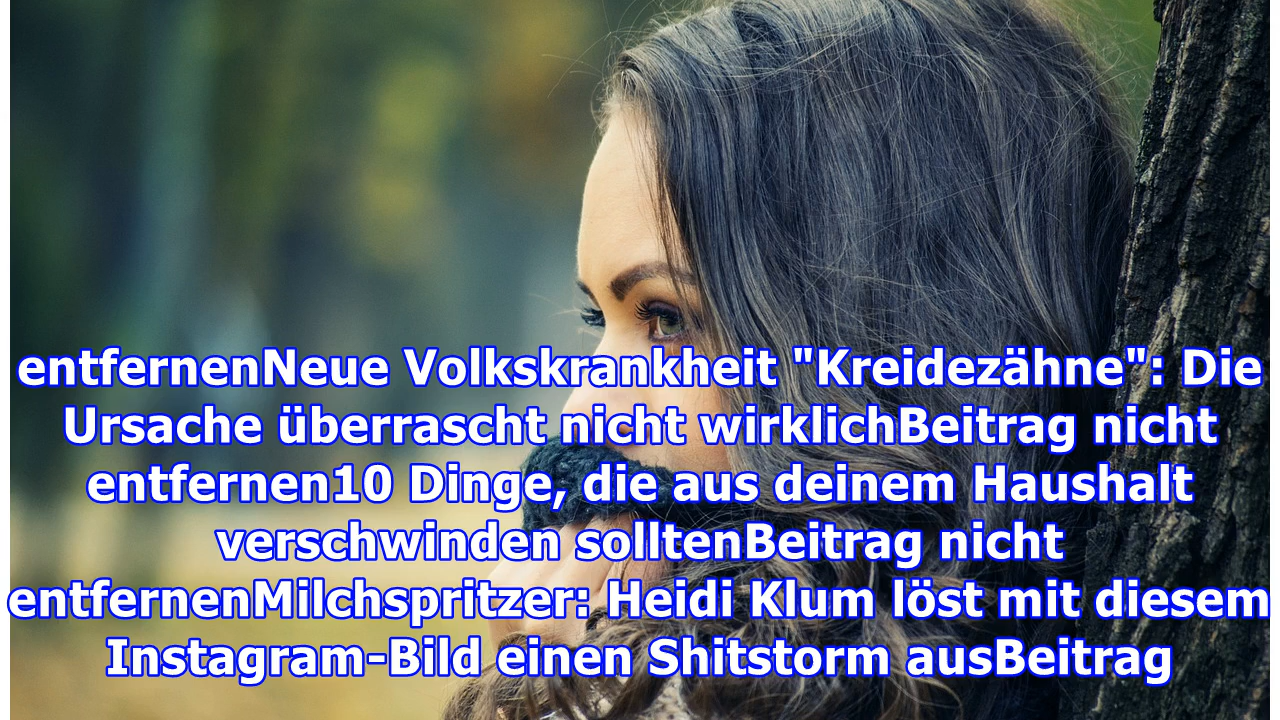 entfernenNeue Volkskrankheit "Kreidezähne": Die
Ursache überrascht nicht wirklichBeitrag nicht
entfernen10 Dinge, die aus deinem Haushalt
verschwinden solltenBeitrag nicht
entfernenMilchspritzer: Heidi Klum löst mit diesem
Instagram-Bild einen Shitstorm ausBeitrag